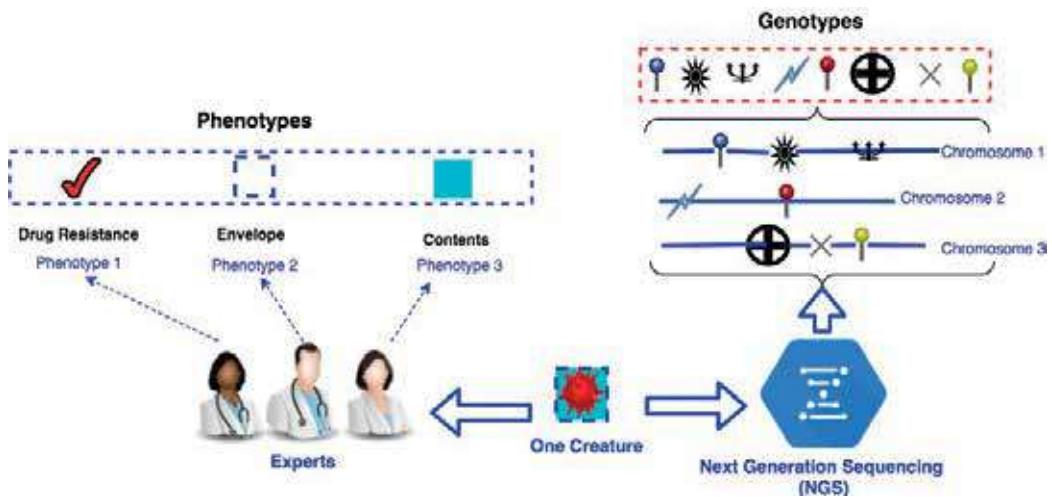 Genotypes
Phenotypes
Chromosome 1
Chromosome 2
Chromosome 3
Drug Resistance
Phenotype 1
Envelope
Phenotype 2
Contents
Phenotype 3
Experts
One Creature
Next Generation Sequencing
(NGS)